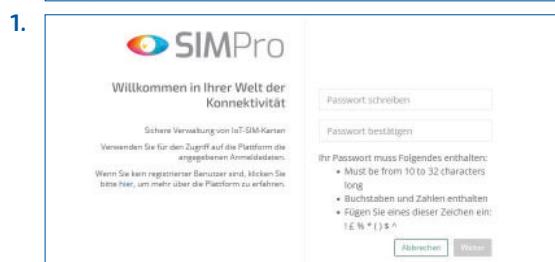 1.
SIMPro
Willkommen in Ihrer Welt der
Konnektivität
Sichere Verwaltung von IoT-SIM-Karten
Verwenden Sie für den Zugriff auf die Plattform die
angegebenen Anmeldedaten.
Wenn Sie kein registrierter Benutzer sind, klicken Sie
bitte hier, um mehr über die Plattform zu erfahren.
Passwort schreiben
Passwort bestätigen
Ihr Passwort muss Folgendes enthalten:
• Must be from 10 to 32 characters
long
• Buchstaben und Zahlen enthalten
• Fügen Sie eines dieser Zeichen ein:
! £ % * ( ) $ ^
Abbrechen Weiter